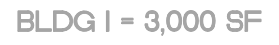 BLDG I = 3,000 SF